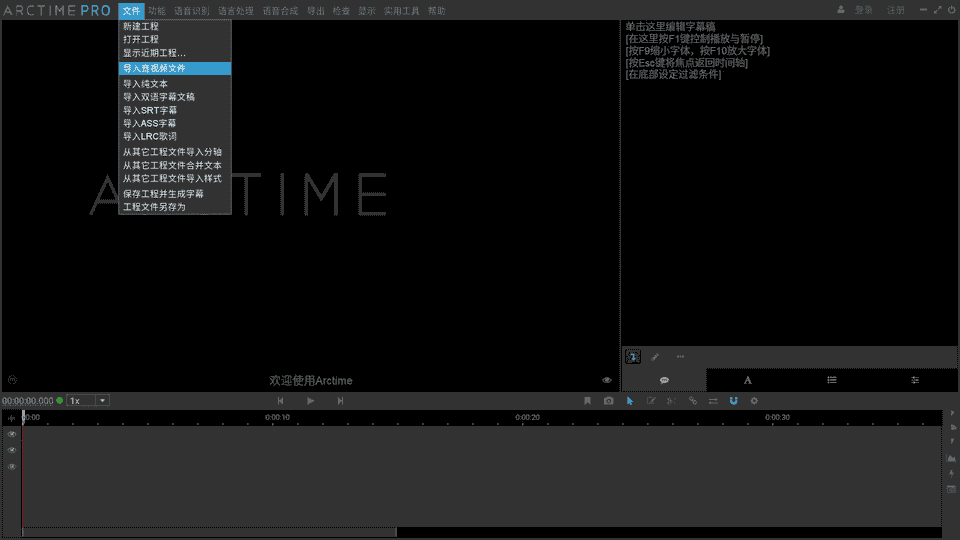 ARCTIME PRO 文件 功能 语音识别 语言处理 语音合成 导出 检查 显示 实用工具 帮助 登录 注册
新建工程
打开工程
显示近期工程...
导入音视频文件
导入纯文本
导入双语字幕文稿
导入SRT字幕
导入ASS字幕
导入LRC歌词
从其它工程文件导入分轴
从其它工程文件合并文本
从其它工程文件导入样式
保存工程并生成字幕
工程文件另存为
单击这里编辑字幕稿
[在这里按F1键控制播放与暂停]
[按F9缩小字体，按F10放大字体]
[按Esc键将焦点返回时间轴]
[在底部设定过滤条件]
欢迎使用Arctime
00:00:00.000 1x
0:00:10 0:00:20 0:00:30